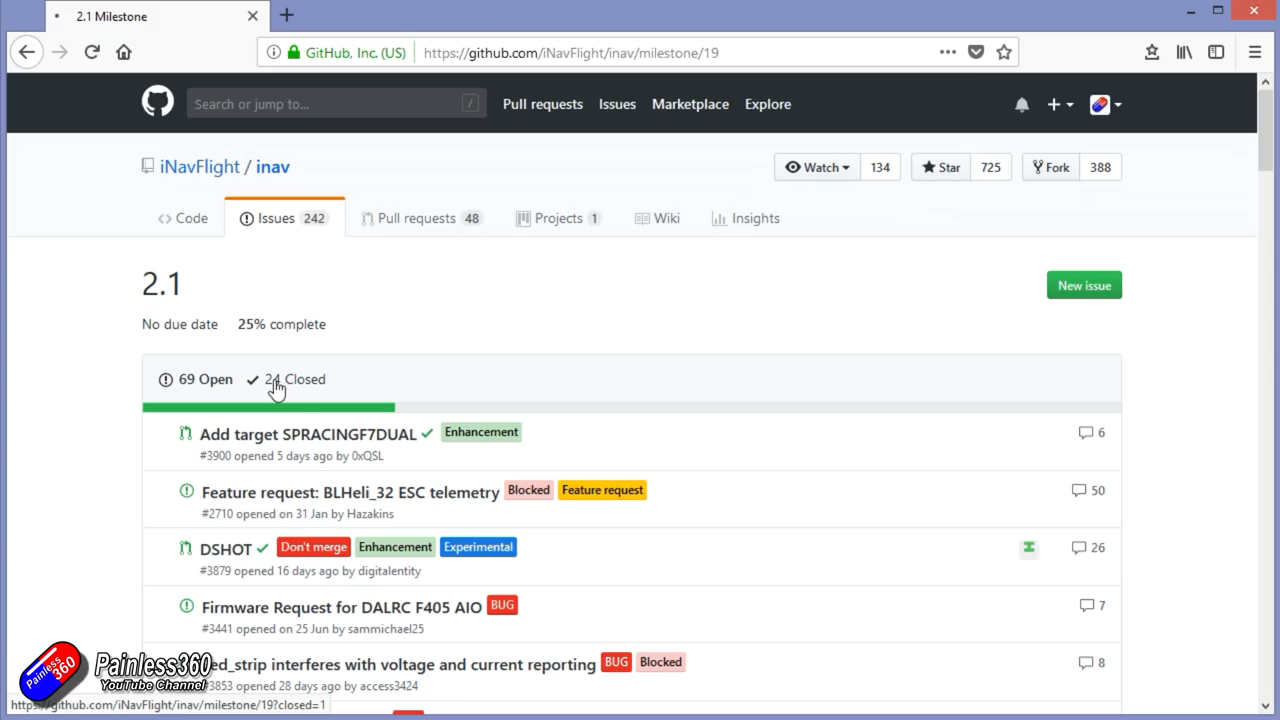 2.1 Milestone
GitHub, Inc. (US) https://github.com/iNavFlight/inav/milestone/19
Search or jump to... / Pull requests Issues Marketplace Explore
iNavFlight / inav Watch 134 Star 725 Fork 388
Code Issues 242 Pull requests 48 Projects 1 Wiki Insights
2.1 New issue
No due date 25% complete
69 Open 24 Closed
Add target SPRACINGF7DUAL Enhancement 6
#3900 opened 5 days ago by 0xQSL
Feature request: BLHeli_32 ESC telemetry Blocked Feature request 50
#2710 opened on 31 Jan by Hazakins
DSHOT Don't merge Enhancement Experimental 26
#3879 opened 16 days ago by digitalentity
Firmware Request for DALRC F405 AIO BUG 7
#3441 opened on 25 Jun by sammichael25
ed_strip interferes with voltage and current reporting BUG Blocked 8
3853 opened 28 days ago by access3424
Painless 360
Painless360
YouTube Channel
https://github.com/iNavFlight/inav/milestone/19?closed=1